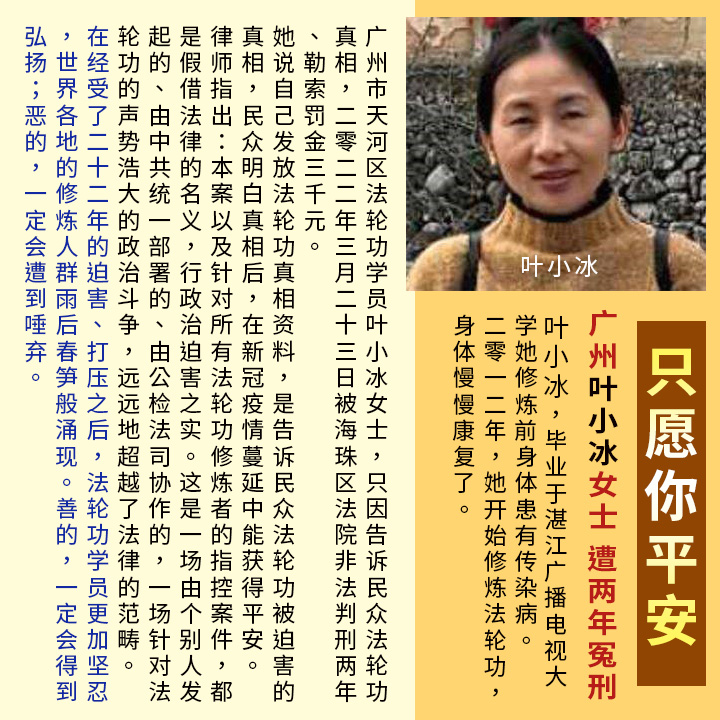 只愿你平安
广州叶小冰女士 遭两年冤刑
叶小冰
叶小冰，毕业于湛江广播电视大
学她修炼前身体患有传染病。
二零一二年，她开始修炼法轮功，
身体慢慢康复了。
广州市天河区法轮功学员叶小冰女士，只因告诉民众法轮功
真相，二零二二年三月二十三日被海珠区法院非法判刑两年
、勒索罚金三千元。
她说自己发放法轮功真相资料，是告诉民众法轮功被迫害的
真相，民众明白真相后，在新冠疫情蔓延中能获得平安。
律师指出：本案以及针对所有法轮功修炼者的指控案件，都
是假借法律的名义，行政治迫害之实。这是一场由个别人发
起的、由中共统一部署的、由公检法司协作的，一场针对法
轮功的声势浩大的政治斗争，远远地超越了法律的范畴。
在经受了二十二年的迫害、打压之后，法轮功学员更加坚忍
，世界各地的修炼人群雨后春笋般涌现。善的，一定会得到
弘扬；恶的，一定会遭到唾弃。